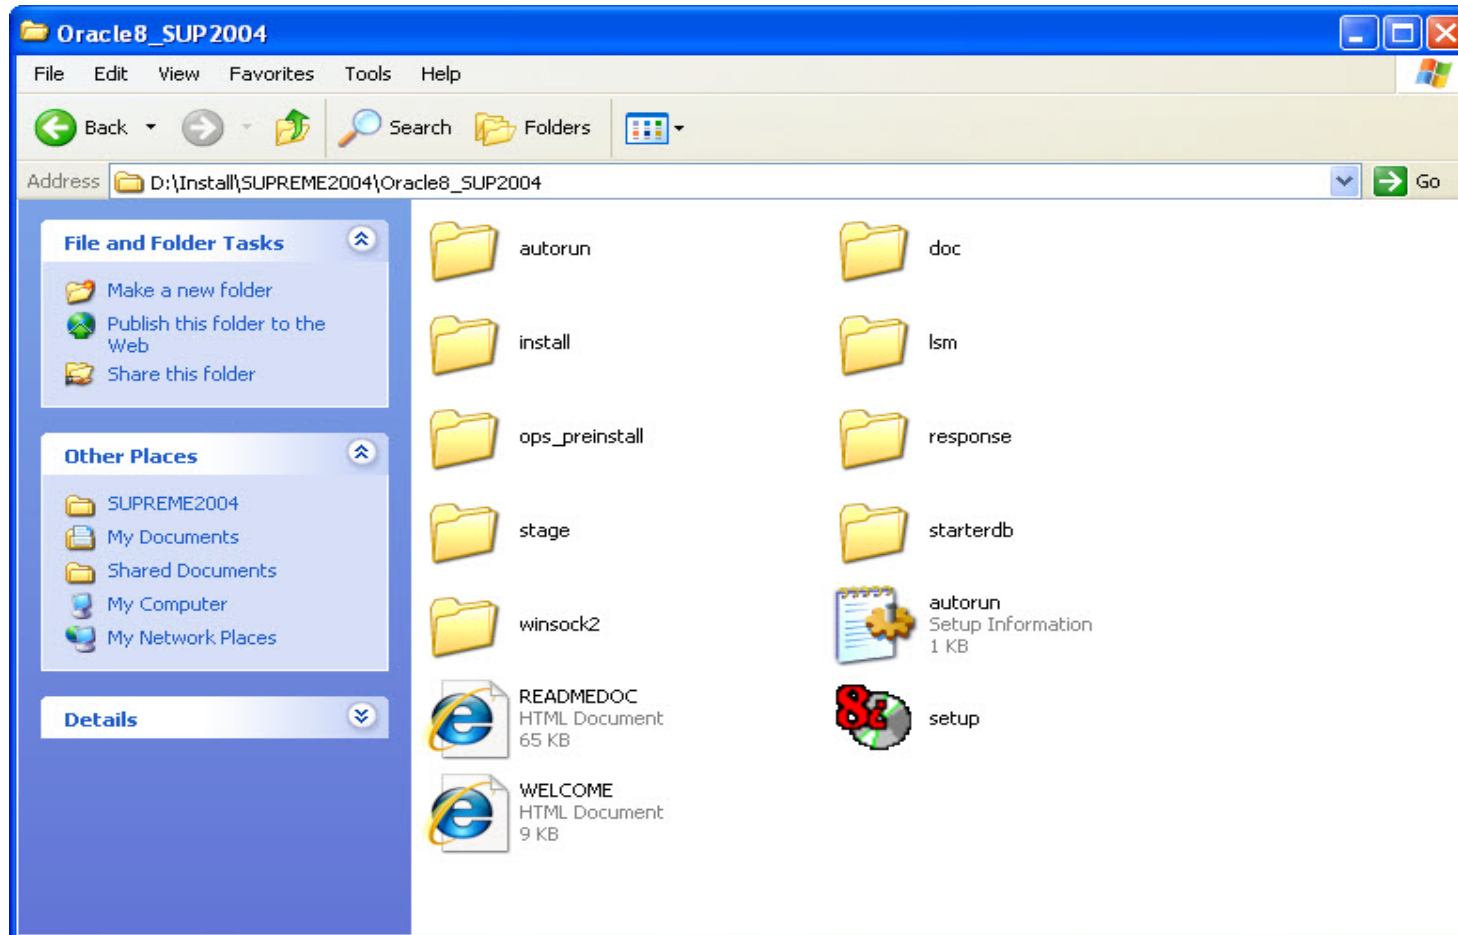 Oracle8_SUP2004
File Edit View Favorites Tools Help
Back Search Folders
Address D:\Install\SUPREME2004\Oracle8_SUP2004 Go
File and Folder Tasks
Make a new folder
Publish this folder to the
Web
Share this folder
Other Places
SUPREME2004
My Documents
Shared Documents
My Computer
My Network Places
Details
autorun
doc
install
lsm
ops_preinstall
response
stage
starterdb
winsock2
autorun
Setup Information
1 KB
READMEDOC
HTML Document
65 KB
8i
setup
WELCOME
HTML Document
9 KB